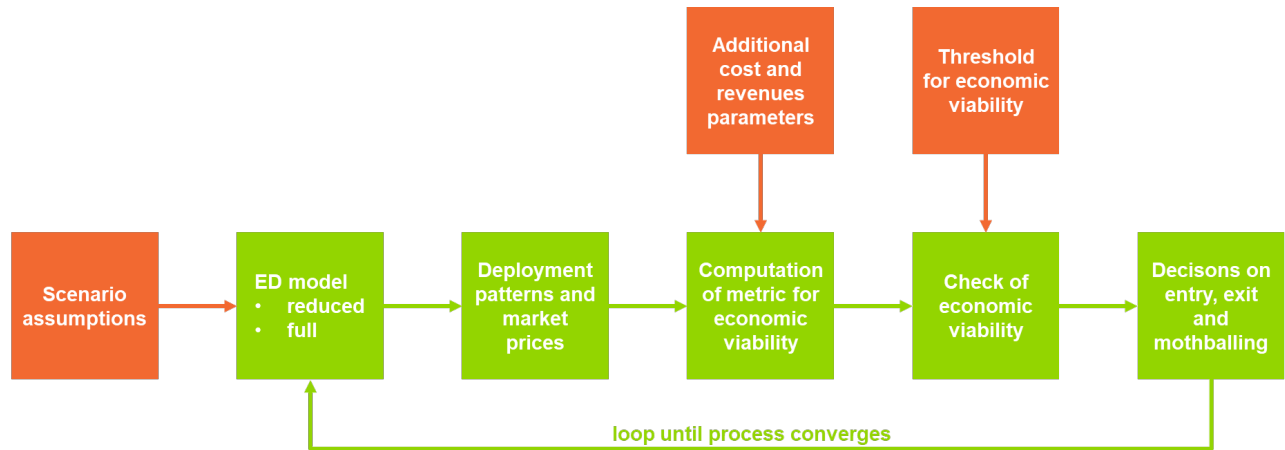 Additional
cost and
revenues
parameters
Threshold
for economic
viability
Scenario
assumptions
ED model
• reduced
• full
Deployment
patterns and
market
prices
Computation
of metric for
economic
viability
Check of
economic
viability
Decisons on
entry, exit
and
mothballing
loop until process converges